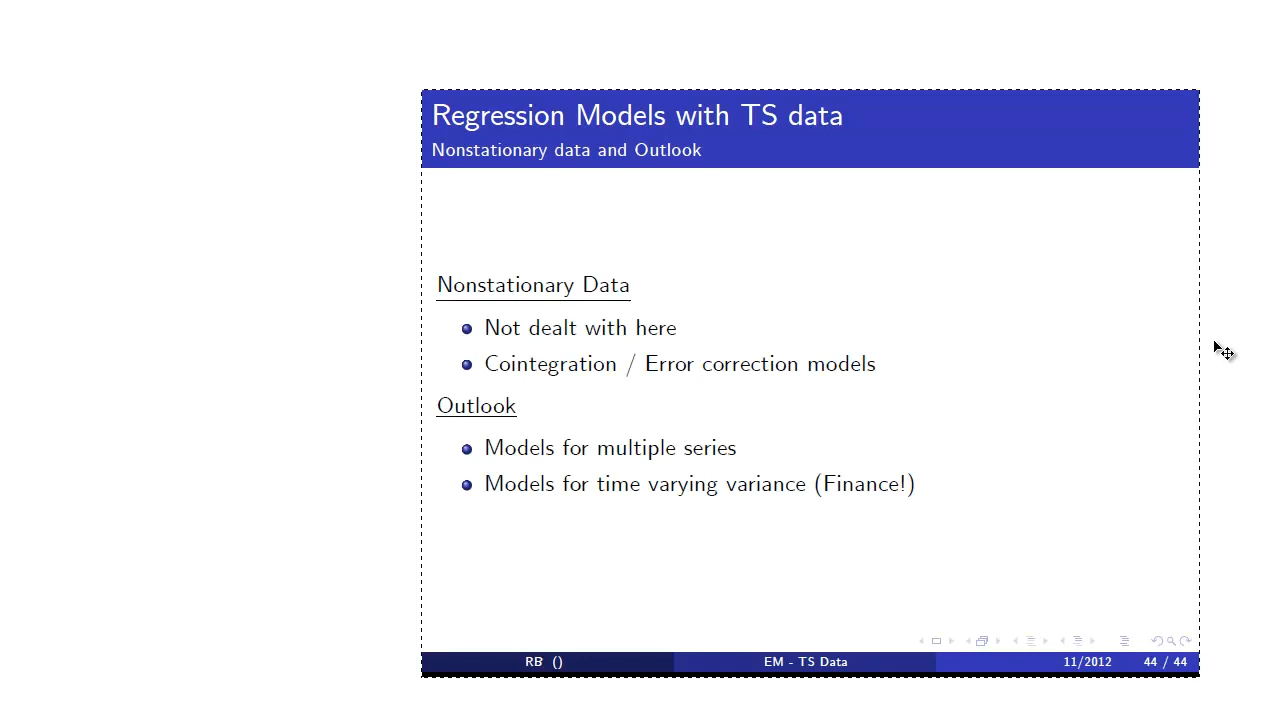 Regression Models with TS data
Nonstationary data and Outlook
Nonstationary Data
Not dealt with here
Cointegration / Error correction models
Outlook
Models for multiple series
Models for time varying variance (Finance!)
RB ()
EM - TS Data
11/2012
44 / 44